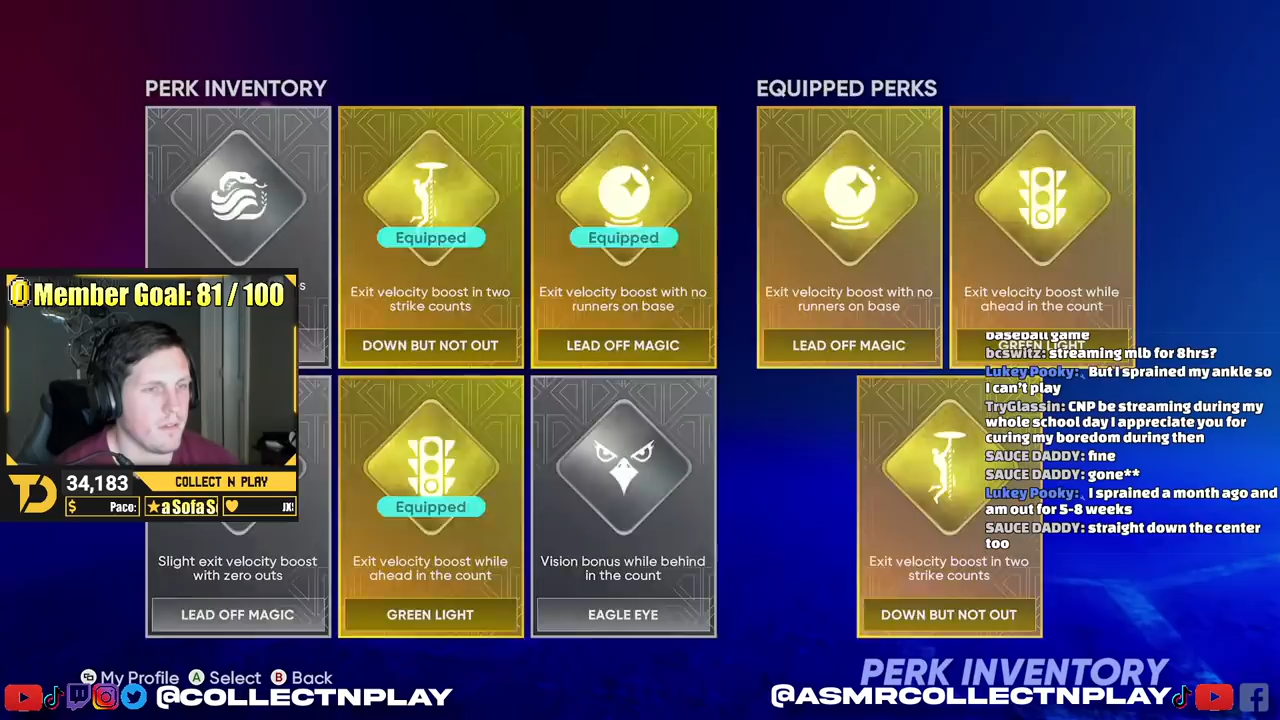 PERK INVENTORY
EQUIPPED PERKS
Equipped
Equipped
s
Exit velocity boost in two
strike counts
Exit velocity boost with no
runners on base
Exit velocity boost with no
runners on base
Exit velocity boost while
ahead in the count
DOWN BUT NOT OUT
LEAD OFF MAGIC
LEAD OFF MAGIC
GREEN LIGHT
Member Goal: 81 / 100
34,183
COLLECT N PLAY
$
Pace:
a Sofa S
baseball game
bcswitz: streaming mlb for 8hrs?
Lukey Pooky: But I sprained my ankle so
I can't play
TryGlassin: CNP be streaming during my
whole school day I appreciate you for
curing my boredom during then
SAUCE DADDY: fine
SAUCE DADDY: gone**
Lukey Pooky: I sprained a month ago and
am out for 5-8 weeks
SAUCE DADDY: straight down the center
too
Equipped
Slight exit velocity boost
with zero outs
Exit velocity boost while
ahead in the count
Vision bonus while behind
in the count
Exit velocity boost in two
strike counts
LEAD OFF MAGIC
GREEN LIGHT
EAGLE EYE
DOWN BUT NOT OUT
My Profile A Select B Back
PERK INVENTORY
@COLLECTNPLAY
@ASMRCOLLECTNPLAY